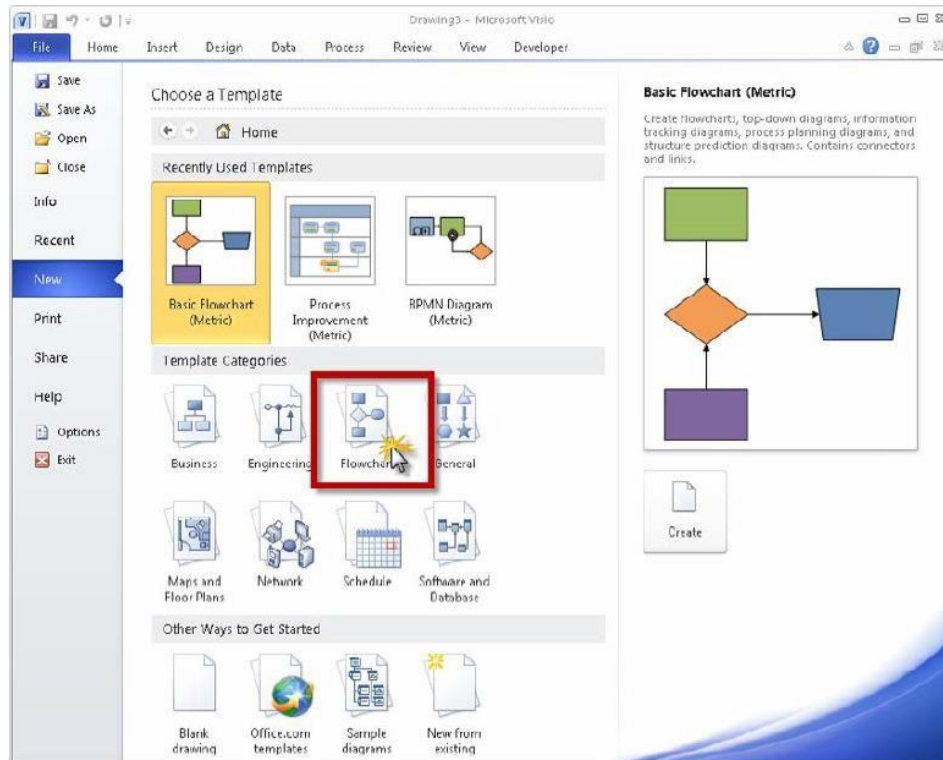 Drawing3 - Microsoft Visio
File Home Insert Design Data Process Review View Developer
Save
Save As
Open
Close
Info
Recent
New
Print
Share
Help
Options
Exit
Choose a Template
Home
Recently Used Templates
Basic Flowchart
(Metric)
Process
Improvement
(Metric)
BPMN Diagram
(Metric)
Template Categories
Business
Engineering
Flowchart
General
Maps and
Floor Plans
Network
Schedule
Software and
Database
Other Ways to Get Started
Blank
drawing
Office.com
templates
Sample
diagrams
New from
existing
Basic Flowchart (Metric)
Create flowcharts, top-down diagrams, information
tracking diagrams, process planning diagrams, and
structure prediction diagrams. Contains connectors
and links.
Create